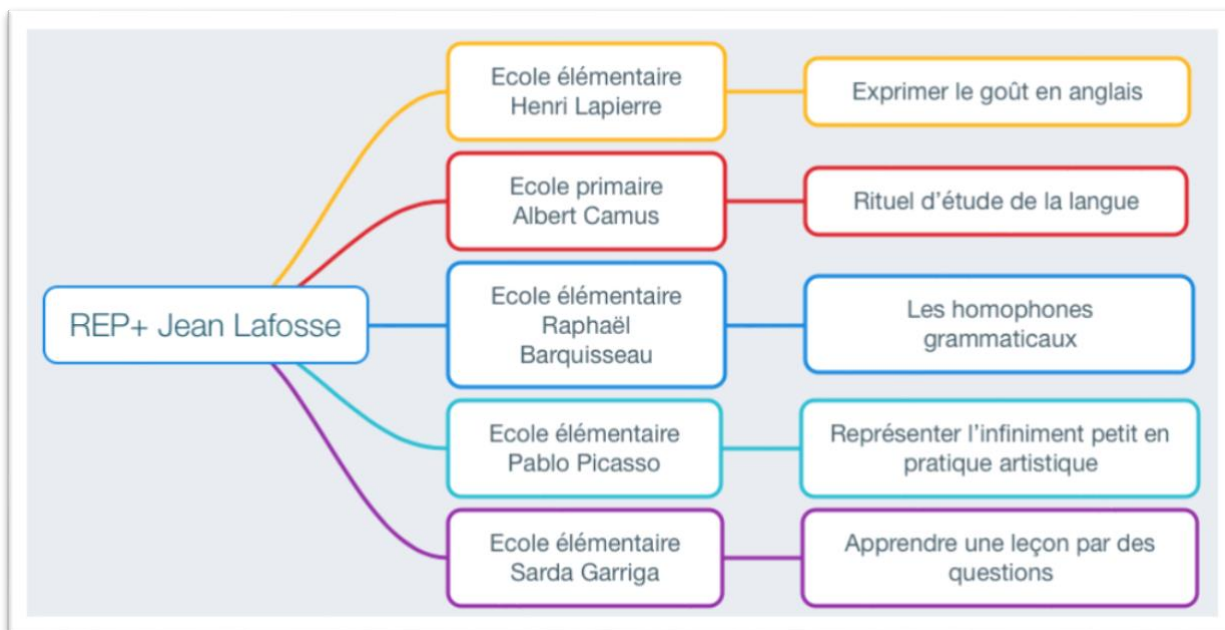 Ecole élémentaire
Henri Lapierre
Exprimer le goût en anglais
Ecole primaire
Albert Camus
Rituel d'étude de la langue
REP+ Jean Lafosse
Ecole élémentaire
Raphaël
Barquisseau
Les homophones
grammaticaux
Ecole élémentaire
Pablo Picasso
Représenter l'infiniment petit en
pratique artistique
Ecole élémentaire
Sarda Garriga
Apprendre une leçon par des
questions